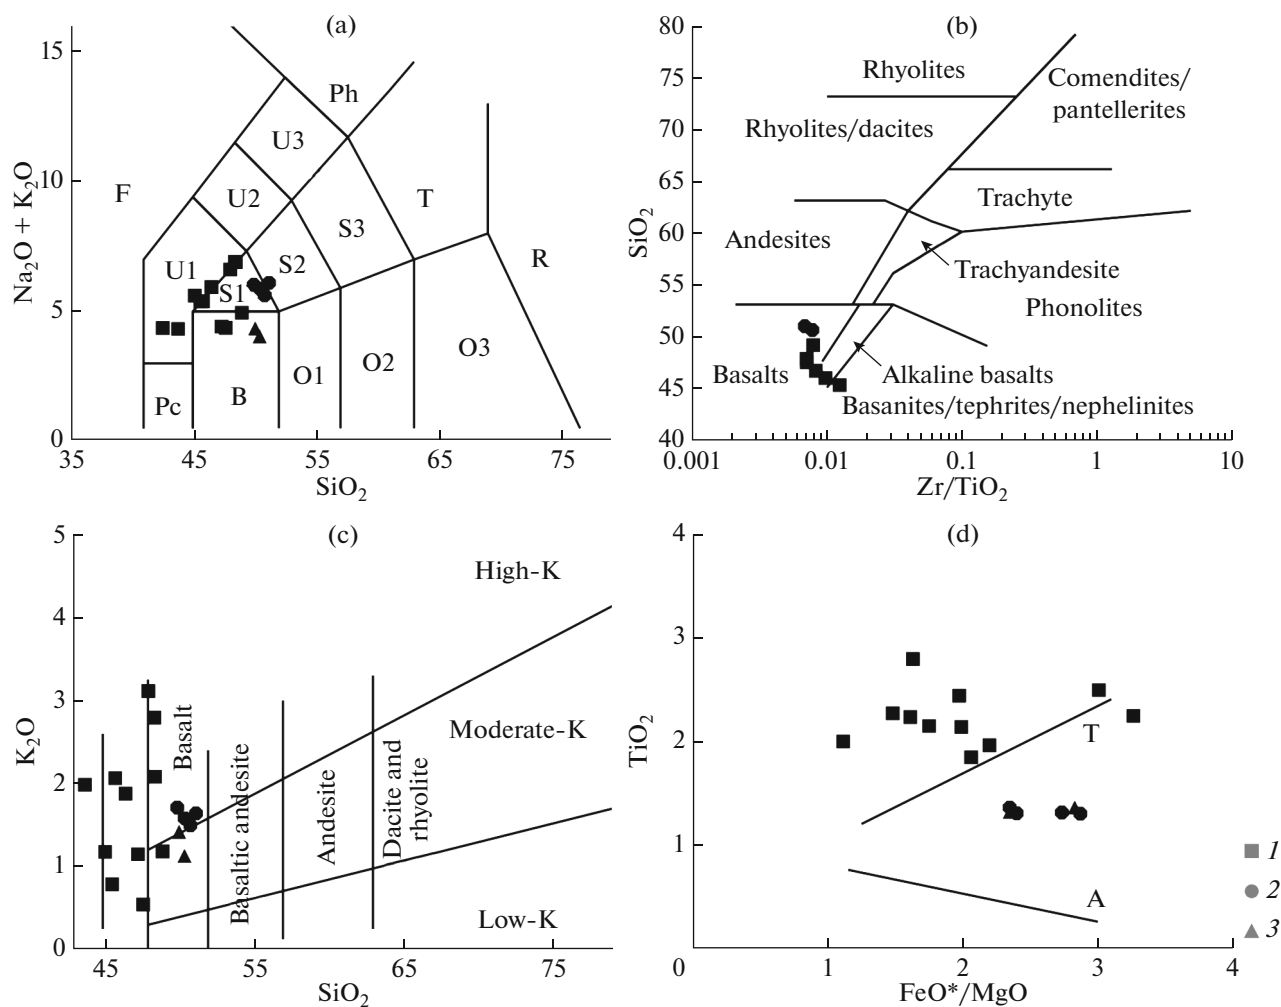 (a)
15
10
5
0
Na₂O + K₂O
F
Ph
U3
U2
U1
T
S3
S2
S1
R
Pc
B
O1
O2
O3
35
45
55
65
75
SiO₂
(b)
80
75
70
65
60
55
50
45
40
SiO₂
Rhyolites
Comendites/
pantellerites
Rhyolites/dacites
Trachyte
Andesites
Trachyandesite
Phonolites
Basalts
Alkaline basalts
Basanites/tephrites/nephelinites
0.001
0.01
0.1
1
10
Zr/TiO₂
(c)
5
4
3
2
1
0
K₂O
High-K
Moderate-K
Low-K
Basalt
Basaltic andesite
Andesite
Dacite and
rhyolite
45
55
65
75
SiO₂
(d)
4
3
2
1
TiO₂
T
A
0
1
2
3
4
FeO*/MgO
1
2
3